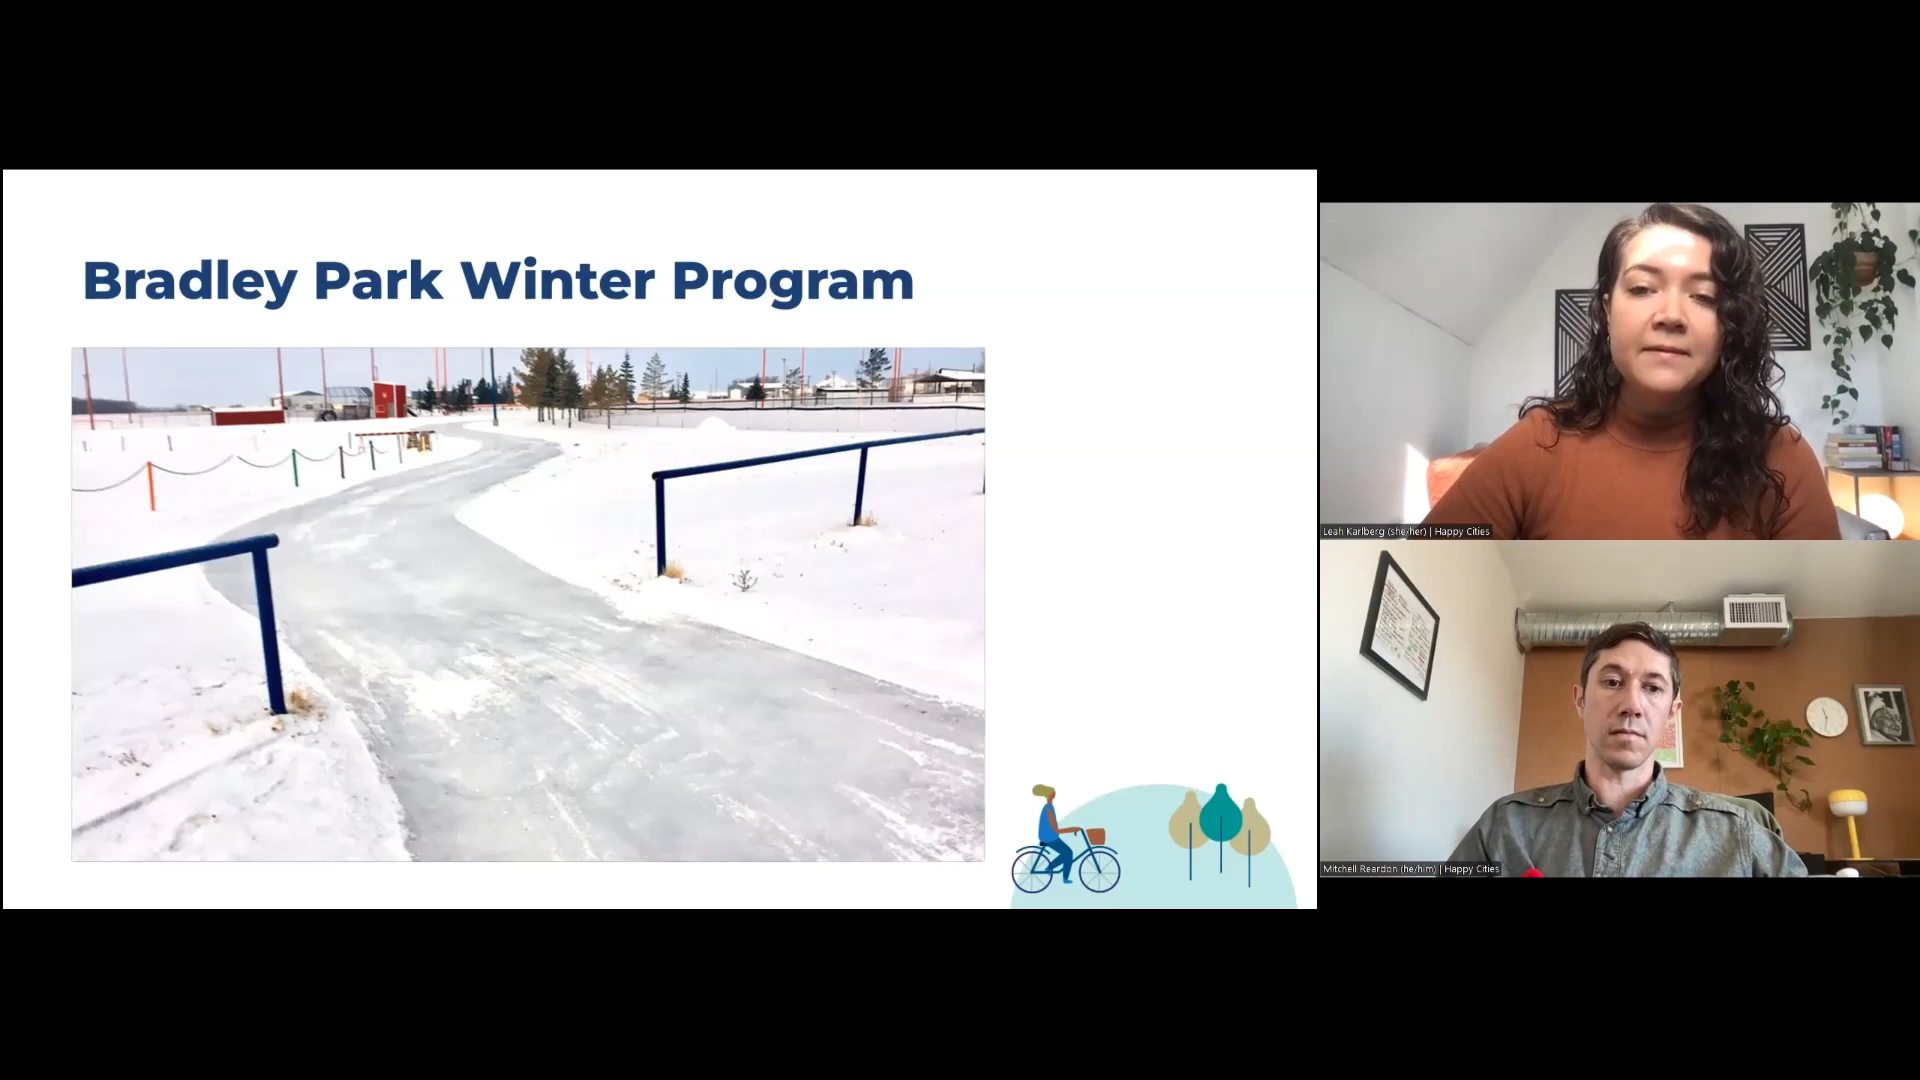 Bradley Park Winter Program
Leah Karlberg (she/her) | Happy Cities
Mitchell Reardon (he/him) | Happy Cities